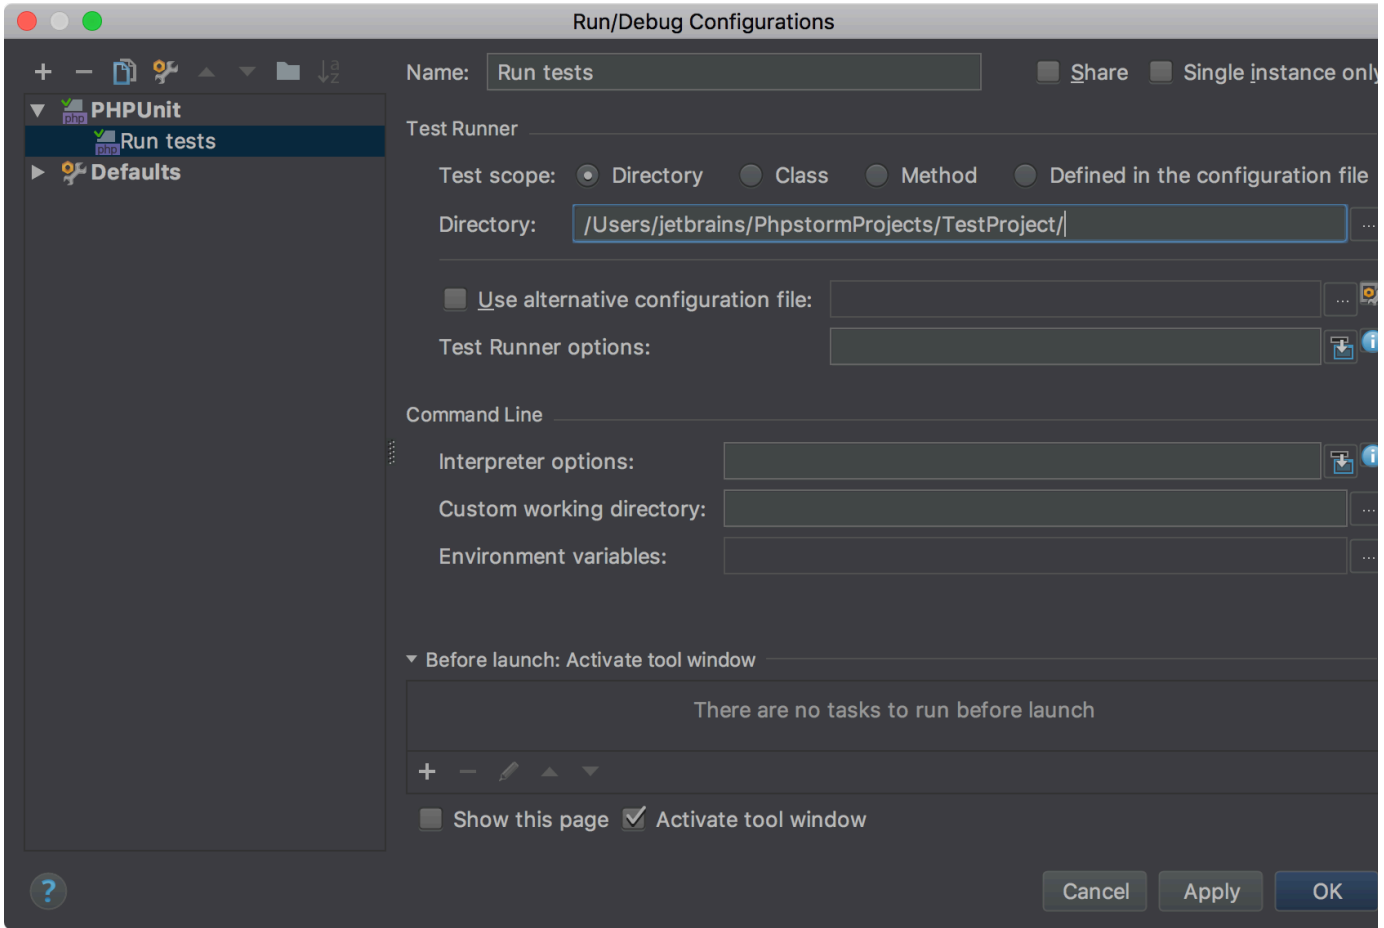 Run/Debug Configurations
Name: Run tests Share Single instance only
PHPUnit
Run tests
Defaults
Test Runner
Test scope: Directory Class Method Defined in the configuration file
Directory: /Users/jetbrains/PhpstormProjects/TestProject/
...
Use alternative configuration file: ...
Test Runner options:
Command Line
Interpreter options:
Custom working directory: ...
Environment variables: ...
Before launch: Activate tool window
There are no tasks to run before launch
Show this page Activate tool window
? Cancel Apply OK